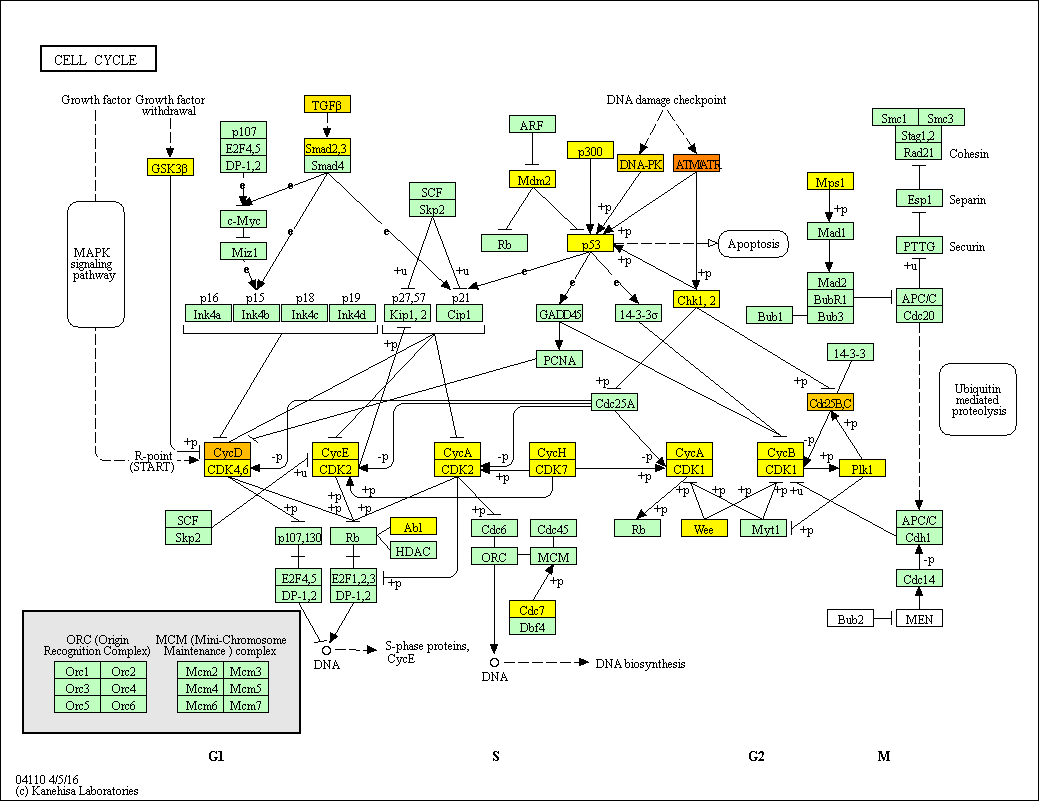 CELL CYCLE
Growth factor
Growth factor
withdrawal
TGFβ
DNA damage checkpoint
p107
E2F4,5
DP-1,2
Smad2,3
Smad4
GSK3β
ARF
p300
DNA-PK
ATM/ATR
Smc1
Smc3
Stag1,2
Rad21
Cohesin
Mdm2
Mps1
e
e
+p
+p
SCF
Skp2
Esp1
Separin
c-Myc
Miz1
e
e
Rb
p53
+p
Apoptosis
Mad1
PTTG
Securin
MAPK
signaling
pathway
+u
+u
e
e
e
+p
+u
Mad2
BubR1
Bub3
Bub1
APC/C
Cdc20
p16
p15
p18
p19
p27,57
p21
Ink4a
Ink4b
Ink4c
Ink4d
Kip1, 2
Cip1
GADD45
14-3-3σ
Chk1, 2
+p
PCNA
14-3-3
+p
+p
Cdc25A
Cdc25B,C
Ubiquitin
mediated
proteolysis
+p
-p
+p
R-point
(START)
+p
CycD
CDK4,6
-p
CycE
CDK2
-p
CycA
CDK2
-p
+p
CycH
CDK7
-p
+p
CycA
CDK1
CycB
CDK1
+p
Plk1
+u
+p
+p
+p
+p
+p
+p
+p
+u
SCF
Skp2
+p
+p
p107,130
Rb
Abl
HDAC
+p
Cdc6
Cdc45
ORC
MCM
Rb
Wee
Myt1
+p
APC/C
Cdh1
-p
E2F4,5
DP-1,2
E2F1,2,3
DP-1,2
+p
+p
Cdc14
Cdc7
Dbf4
Bub2
MEN
DNA
S-phase proteins,
CycE
DNA
DNA biosynthesis
ORC (Origin
Recognition Complex)
MCM (Mini-Chromosome
Maintenance ) complex
Orc1
Orc2
Mcm2
Mcm3
Orc3
Orc4
Mcm4
Mcm5
Orc5
Orc6
Mcm6
Mcm7
G1
S
G2
M
04110 4/5/16
(c) Kanehisa Laboratories